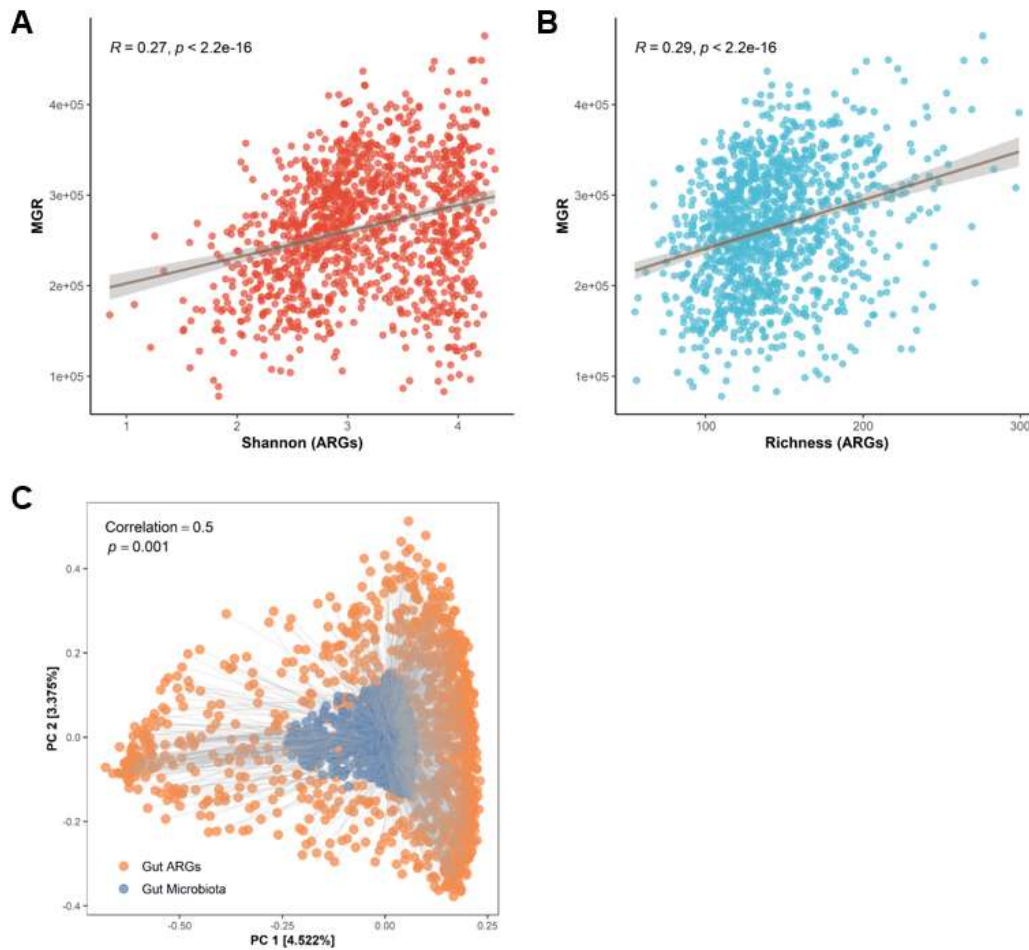 A
R = 0.27, p < 2.2e-16
4e+05
3e+05
2e+05
1e+05
MGR
1
2
3
4
Shannon (ARGs)
B
R = 0.29, p < 2.2e-16
4e+05
3e+05
2e+05
1e+05
MGR
100
200
300
Richness (ARGs)
C
Correlation = 0.5
p = 0.001
0.4
0.2
0.0
-0.2
-0.4
PC 2 [3.375%]
Gut ARGs
Gut Microbiota
-0.50
-0.25
0.00
0.25
PC 1 [4.522%]